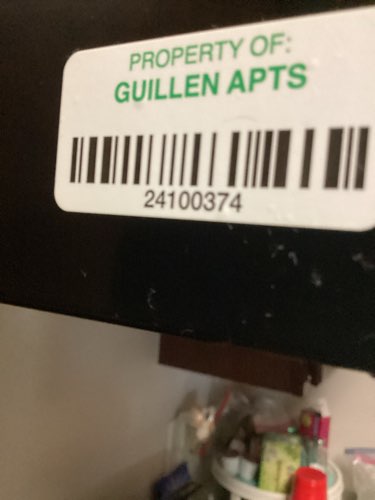 PROPERTY OF:
GUILLEN APTS
24100374